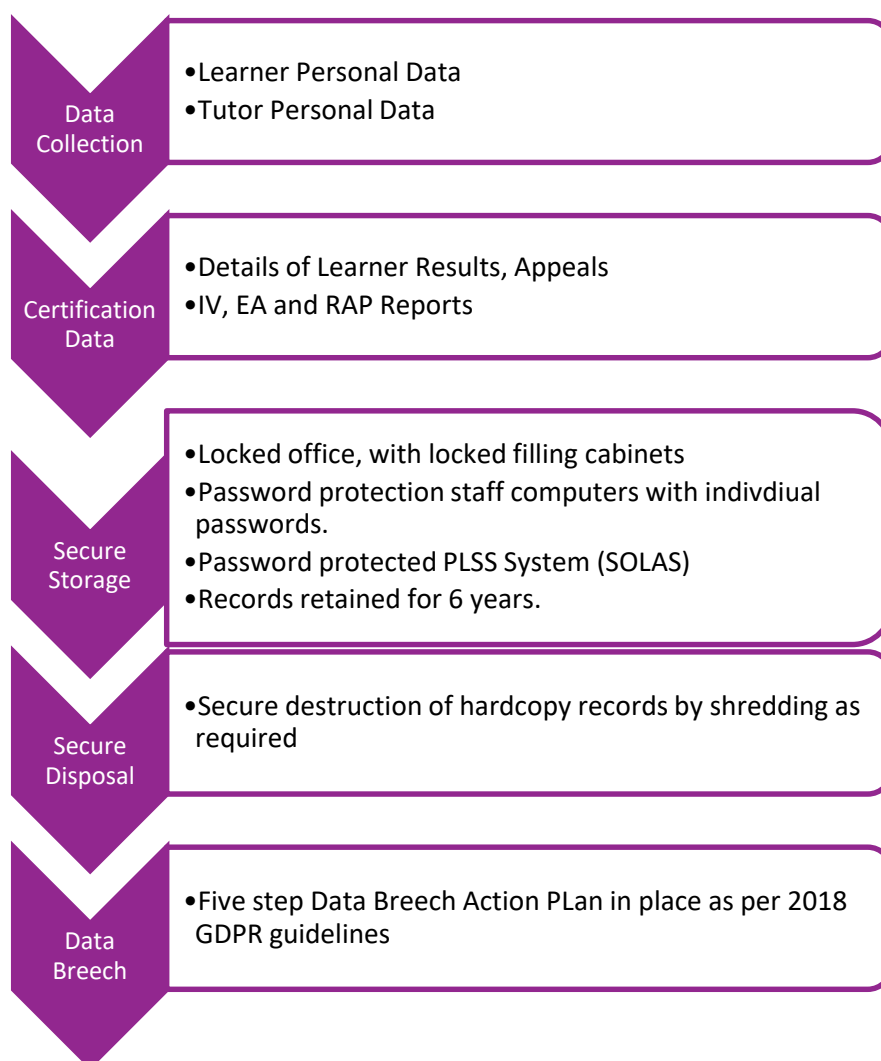 Data
Collection
•Learner Personal Data
•Tutor Personal Data
Certification
Data
•Details of Learner Results, Appeals
•IV, EA and RAP Reports
Secure
Storage
•Locked office, with locked filling cabinets
•Password protection staff computers with indivdiual
passwords.
•Password protected PLSS System (SOLAS)
•Records retained for 6 years.
Secure
Disposal
•Secure destruction of hardcopy records by shredding as
required
Data
Breech
•Five step Data Breech Action PLan in place as per 2018
GDPR guidelines